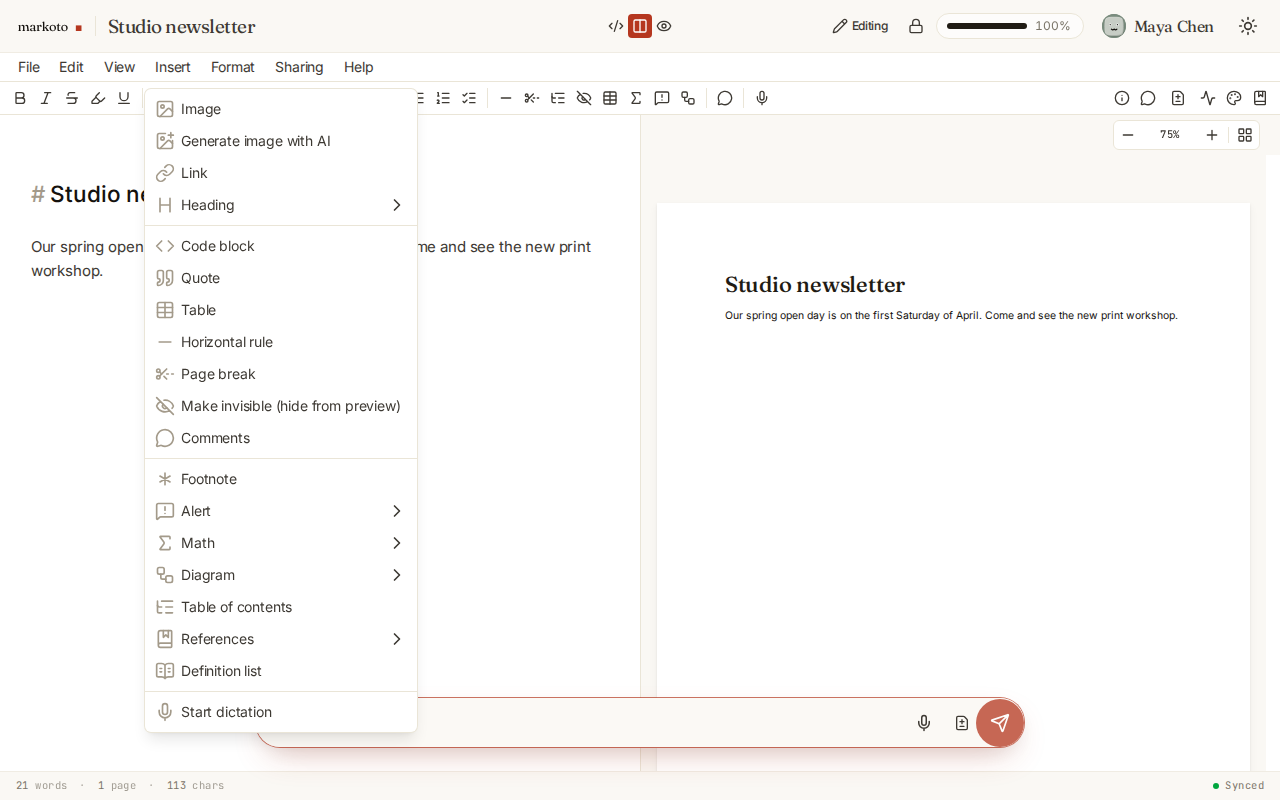 markoto
Studio newsletter
Editing
100%
Maya Chen
File Edit View Insert Format Sharing Help
75%
Image
Generate image with AI
Link
Heading
Code block
Quote
Table
Horizontal rule
Page break
Make invisible (hide from preview)
Comments
Footnote
Alert
Math
Diagram
Table of contents
References
Definition list
Start dictation
# Studio ne
Our spring open me and see the new print
workshop.
Studio newsletter
Our spring open day is on the first Saturday of April. Come and see the new print workshop.
21 words · 1 page · 113 chars
Synced